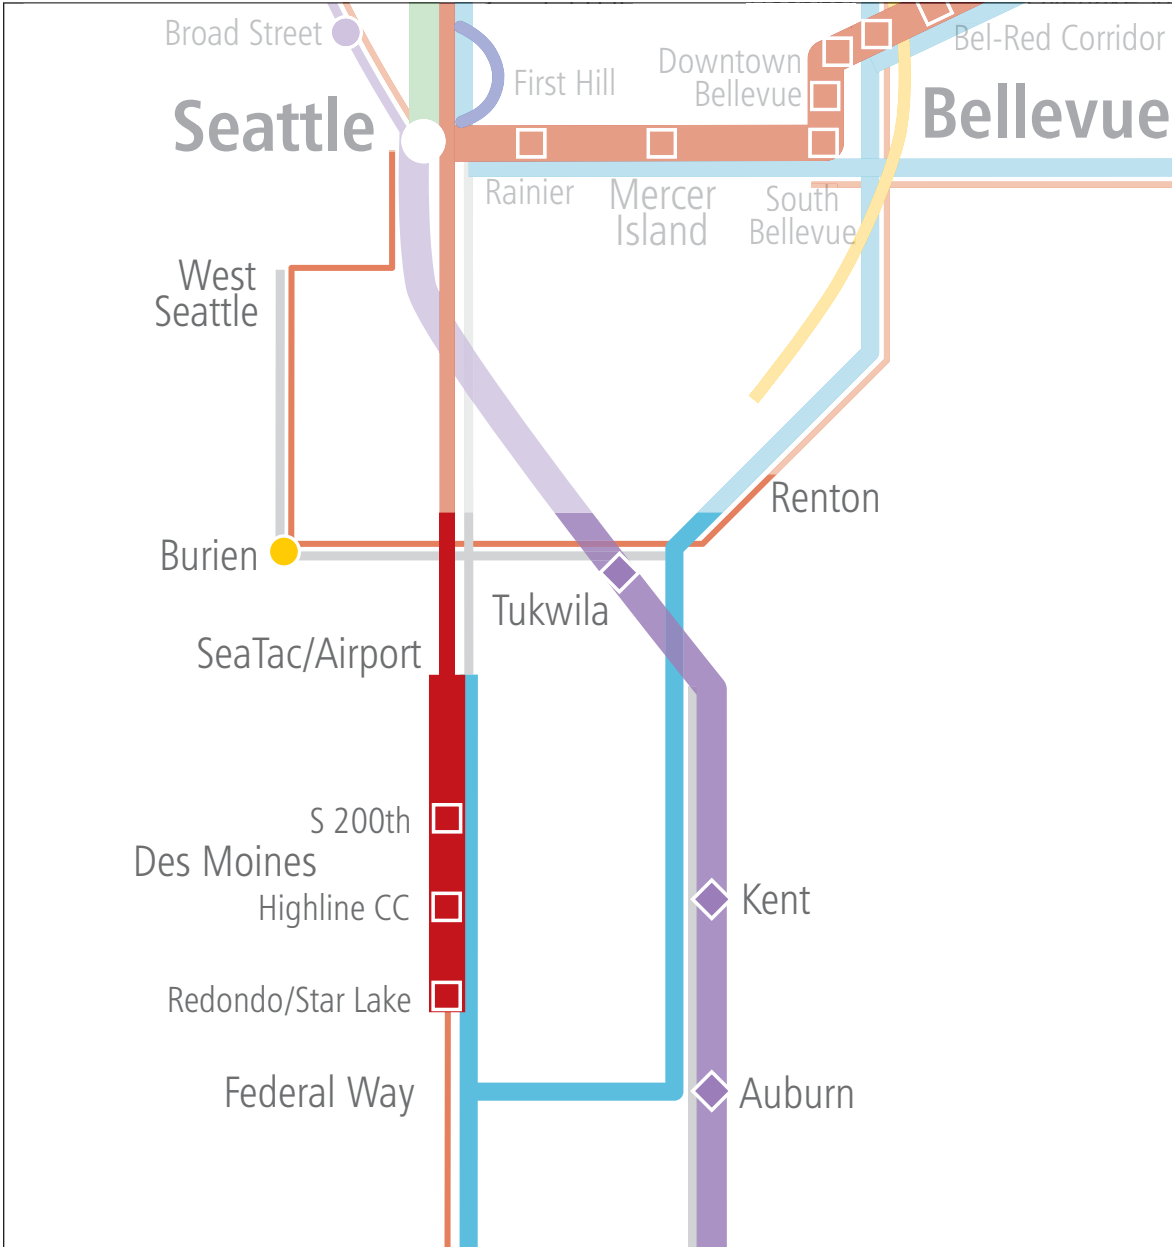 Broad Street
Seattle
First Hill
Downtown
Bellevue
Bel-Red Corridor
Bellevue
Rainier
Mercer
Island
South
Bellevue
West
Seattle
Renton
Burien
Tukwila
SeaTac/Airport
S 200th
Des Moines
Highline CC
Kent
Redondo/Star Lake
Federal Way
Auburn